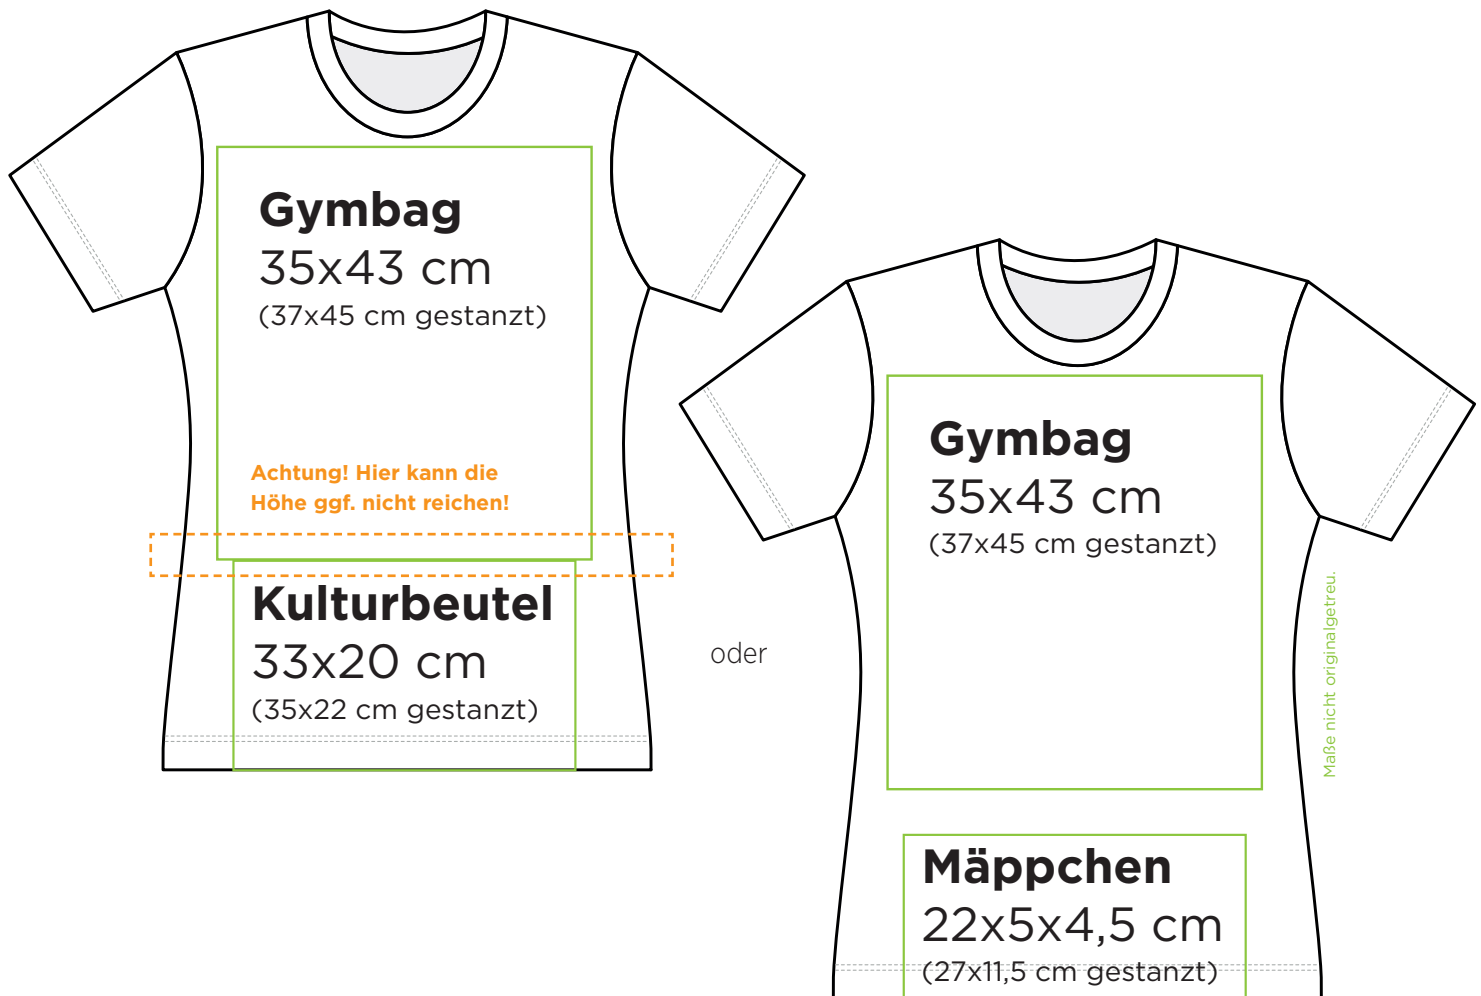 Gymbag
35x43 cm
(37x45 cm gestanzt)
Achtung! Hier kann die
Höhe ggf. nicht reichen!
Kulturbeutel
33x20 cm
(35x22 cm gestanzt)
oder
Gymbag
35x43 cm
(37x45 cm gestanzt)
Maße nicht originalgetreu.
Mäppchen
22x5x4,5 cm
(27x11,5 cm gestanzt)